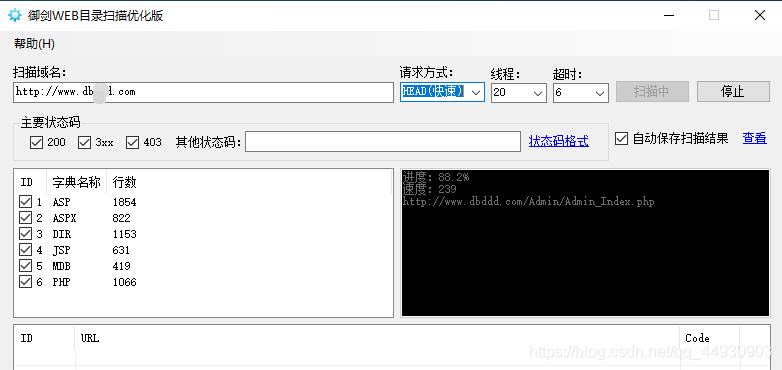 御剑WEB目录扫描优化版
帮助(H)
扫描域名: 请求方式: 线程: 超时:
http://www.db d.com HEAD(快速) 20 6 扫描中 停止
主要状态码
200 3xx 403 其他状态码: 状态码格式 自动保存扫描结果 查看
ID 字典名称 行数
1 ASP 1854
2 ASPX 822
3 DIR 1153
4 JSP 631
5 MDB 419
6 PHP 1066
进度: 88.2%
速度: 239
http://www.dbddd.com/Admin/Admin_Index.php
ID URL Code
https://blog.csdn.net/qq_44930903